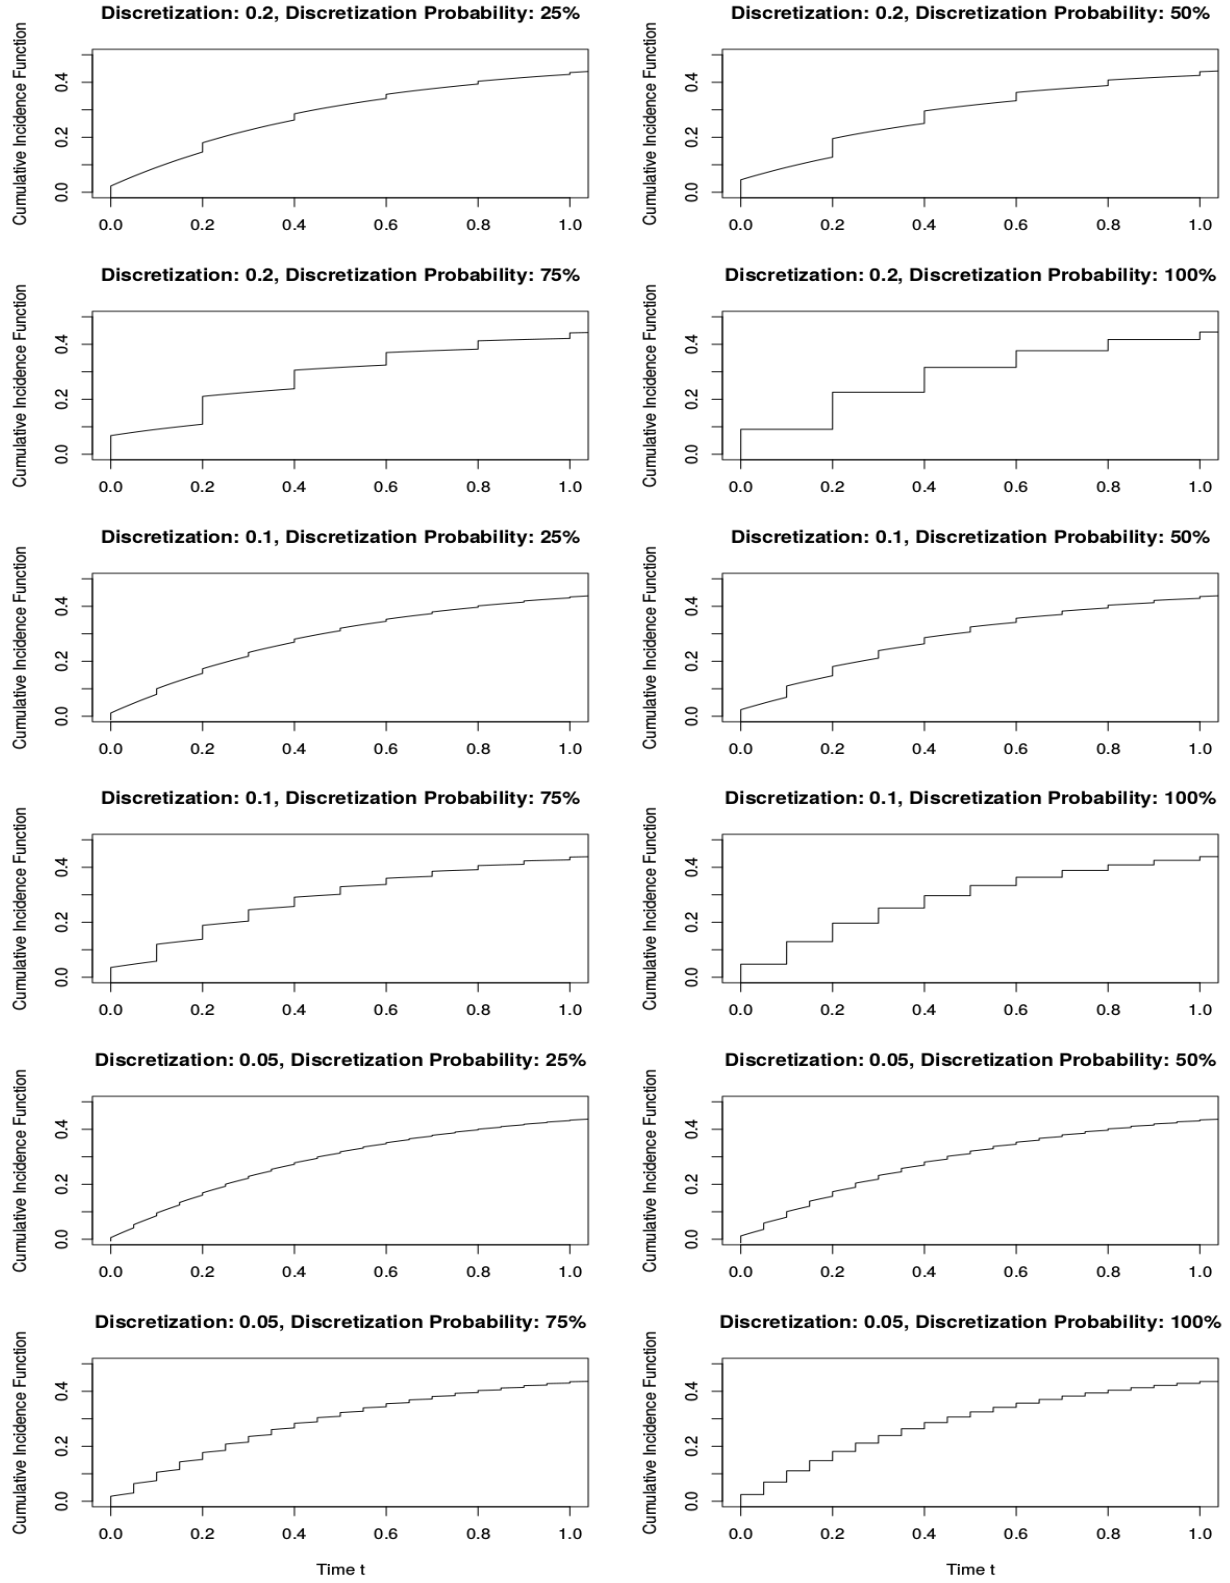 Discretization: 0.2, Discretization Probability: 25%
Cumulative Incidence Function
0.0 0.2 0.4
0.0 0.2 0.4 0.6 0.8 1.0
Discretization: 0.2, Discretization Probability: 50%
Cumulative Incidence Function
0.0 0.2 0.4
0.0 0.2 0.4 0.6 0.8 1.0
Discretization: 0.2, Discretization Probability: 75%
Cumulative Incidence Function
0.0 0.2 0.4
0.0 0.2 0.4 0.6 0.8 1.0
Discretization: 0.2, Discretization Probability: 100%
Cumulative Incidence Function
0.0 0.2 0.4
0.0 0.2 0.4 0.6 0.8 1.0
Discretization: 0.1, Discretization Probability: 25%
Cumulative Incidence Function
0.0 0.2 0.4
0.0 0.2 0.4 0.6 0.8 1.0
Discretization: 0.1, Discretization Probability: 50%
Cumulative Incidence Function
0.0 0.2 0.4
0.0 0.2 0.4 0.6 0.8 1.0
Discretization: 0.1, Discretization Probability: 75%
Cumulative Incidence Function
0.0 0.2 0.4
0.0 0.2 0.4 0.6 0.8 1.0
Discretization: 0.1, Discretization Probability: 100%
Cumulative Incidence Function
0.0 0.2 0.4
0.0 0.2 0.4 0.6 0.8 1.0
Discretization: 0.05, Discretization Probability: 25%
Cumulative Incidence Function
0.0 0.2 0.4
0.0 0.2 0.4 0.6 0.8 1.0
Discretization: 0.05, Discretization Probability: 50%
Cumulative Incidence Function
0.0 0.2 0.4
0.0 0.2 0.4 0.6 0.8 1.0
Discretization: 0.05, Discretization Probability: 75%
Cumulative Incidence Function
0.0 0.2 0.4
0.0 0.2 0.4 0.6 0.8 1.0
Time t
Discretization: 0.05, Discretization Probability: 100%
Cumulative Incidence Function
0.0 0.2 0.4
0.0 0.2 0.4 0.6 0.8 1.0
Time t